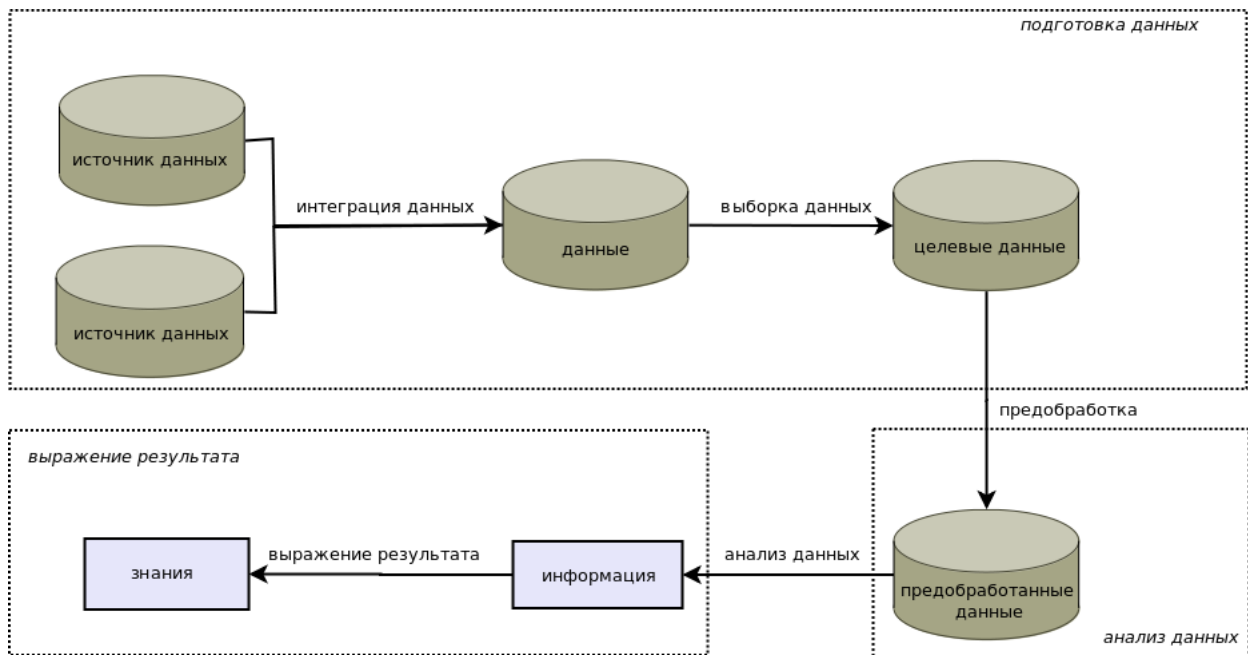 подготовка данных
источник данных
интеграция данных
выборка данных
данные
целевые данные
источник данных
предобработка
выражение результата
знания
выражение результата
информация
анализ данных
предобработанные
данные
анализ данных